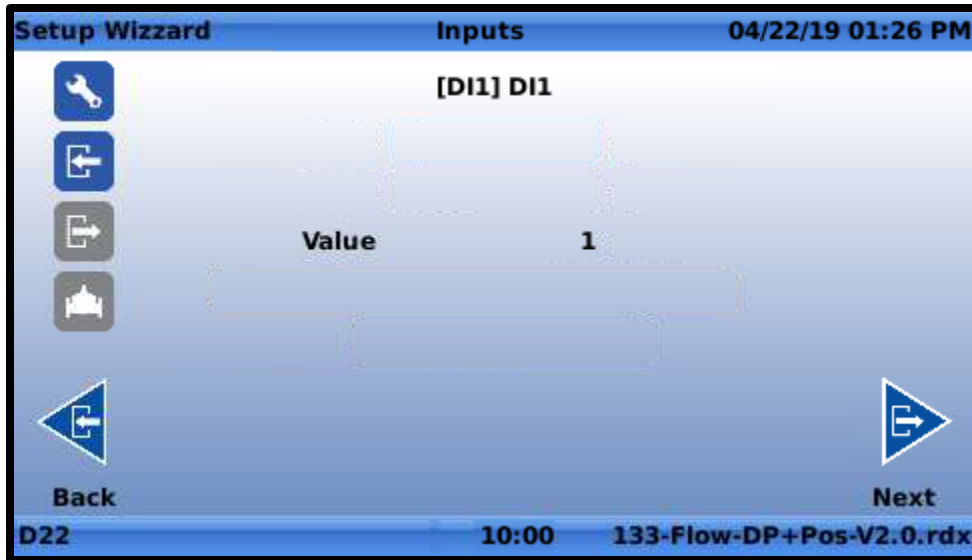 Setup Wizzard Inputs 04/22/19 01:26 PM
[DI1] DI1
Value 1
Back Next
D22 10:00 133-Flow-DP+Pos-V2.0.rdx